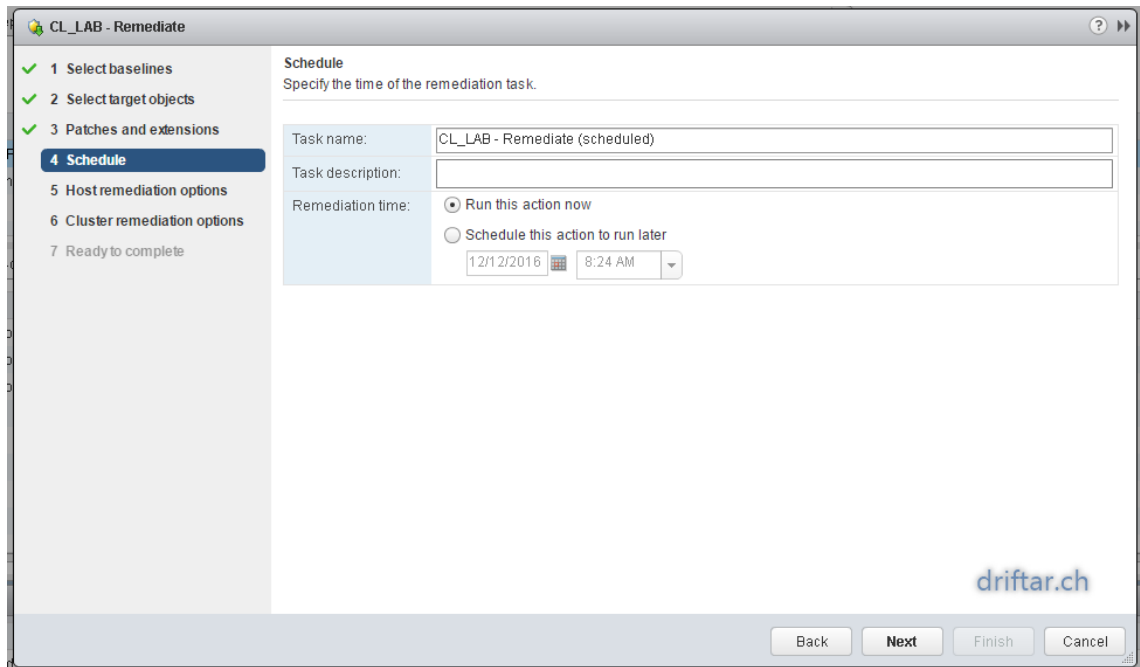 CL_LAB - Remediate
?
1 Select baselines
2 Select target objects
3 Patches and extensions
4 Schedule
5 Host remediation options
6 Cluster remediation options
7 Ready to complete
Schedule
Specify the time of the remediation task.
Task name: CL_LAB - Remediate (scheduled)
Task description:
Remediation time: Run this action now
Schedule this action to run later
12/12/2016 8:24 AM
driftar.ch
Back Next Finish Cancel